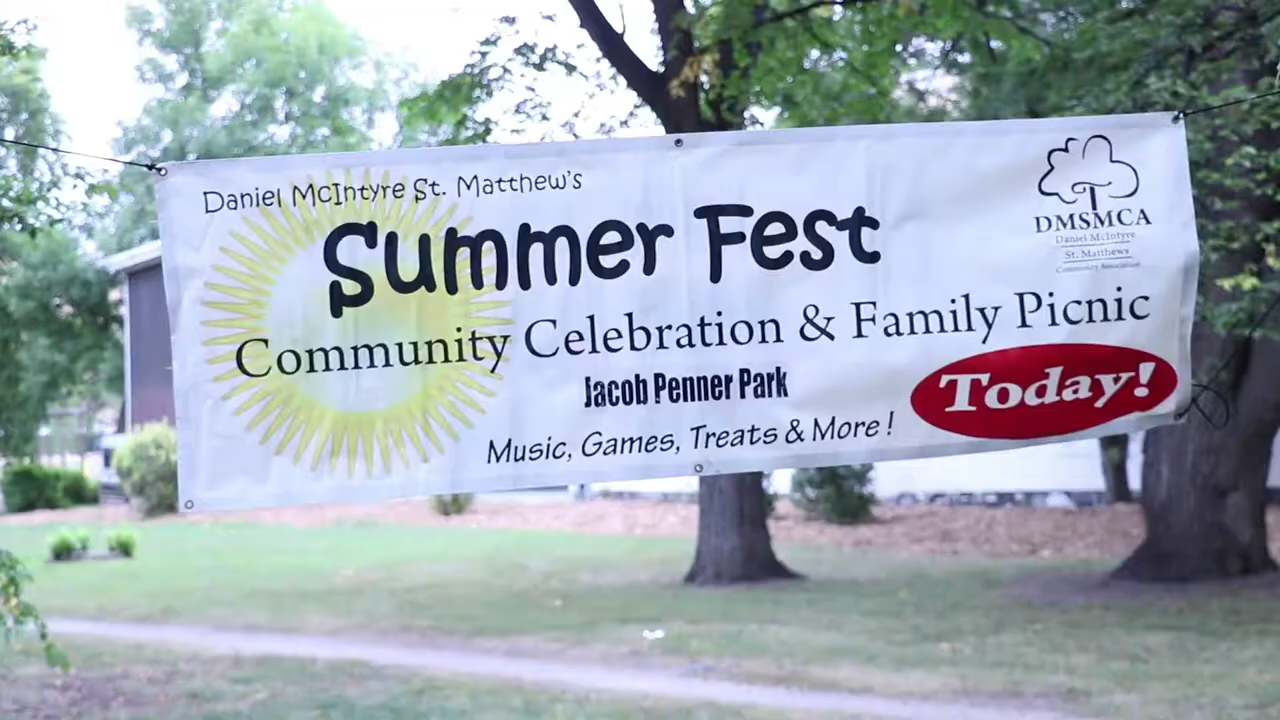 Daniel McIntyre St. Matthew's
Summer Fest
Community Celebration & Family Picnic
Jacob Penner Park
Music, Games, Treats & More !
Today!
DMSMCA
Daniel McIntyre
St. Matthews
Community Association